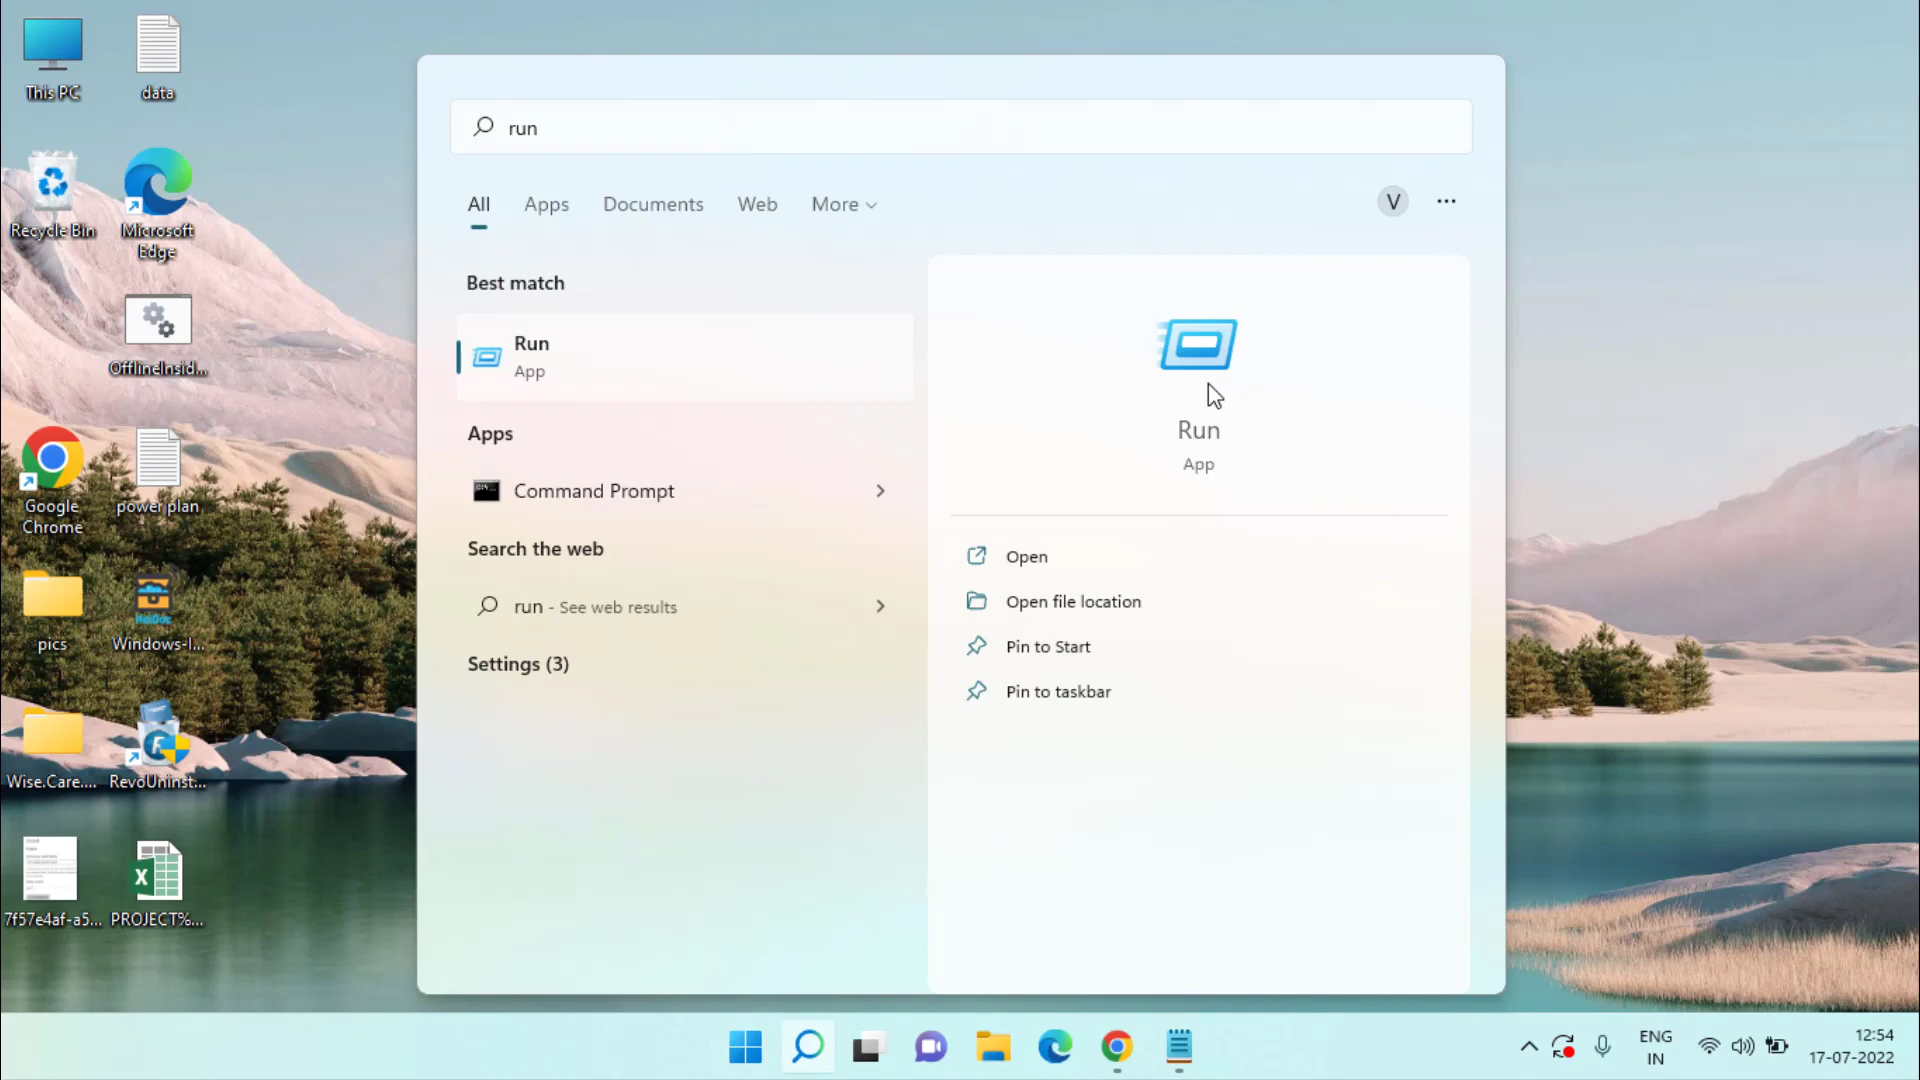 This PC
data
Recycle Bin
Microsoft
Edge
OfflineInsid...
Google
Chrome
power plan
pics
Windows-I...
Wise.Care....
RevoUninst...
7f57e4af-a5...
PROJECT%...
run
All
Apps
Documents
Web
More
V
Best match
Run
App
Apps
Command Prompt
Search the web
run - See web results
Settings (3)
Run
App
Open
Open file location
Pin to Start
Pin to taskbar
ENG
IN
12:54
17-07-2022